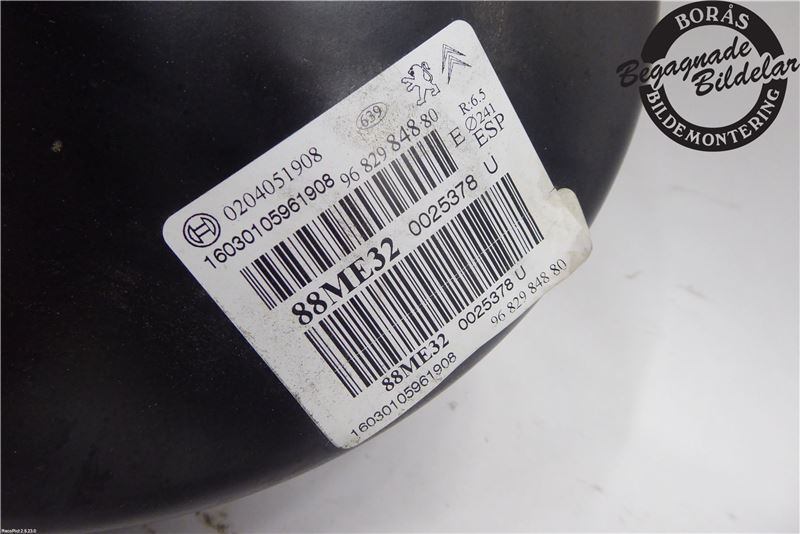 0204051908
16030105961908
96 829 848 80
639
E
R:6.5
Ø241
ESP
88ME32 0025378 U
88ME32 0025378 U
16030105961908
96 829 848 80
BORÅS
Begagnade
Bildelar
BILDEMONTERING